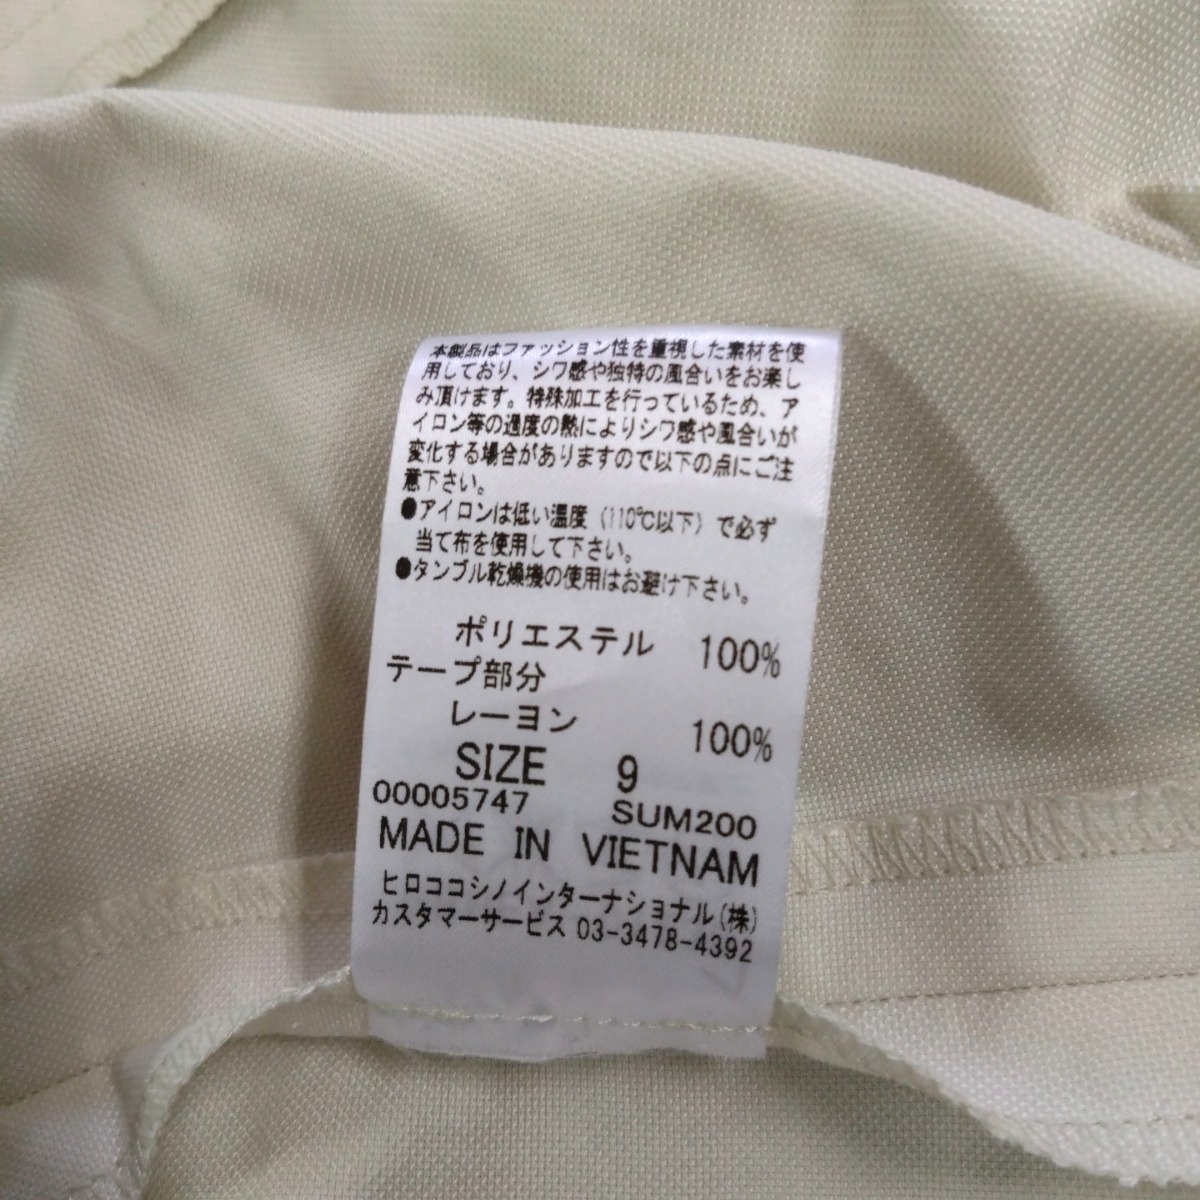 本製品はファッション性を重視した素材を使
用しており、シワ感や独特の風合いをお楽し
み頂けます。特殊加工を行っているため、ア
イロン等の過度の熱によりシワ感や風合いが
変化する場合がありますので以下の点にご注
意下さい。
●アイロンは低い温度（110℃以下）で必ず
当て布を使用して下さい。
●タンブル乾燥機の使用はお避け下さい。
ポリエステル 100%
テープ部分
レーヨン 100%
SIZE 9
00005747 SUM200
MADE IN VIETNAM
ヒロココシノインターナショナル(株)
カスタマーサービス 03-3478-4392